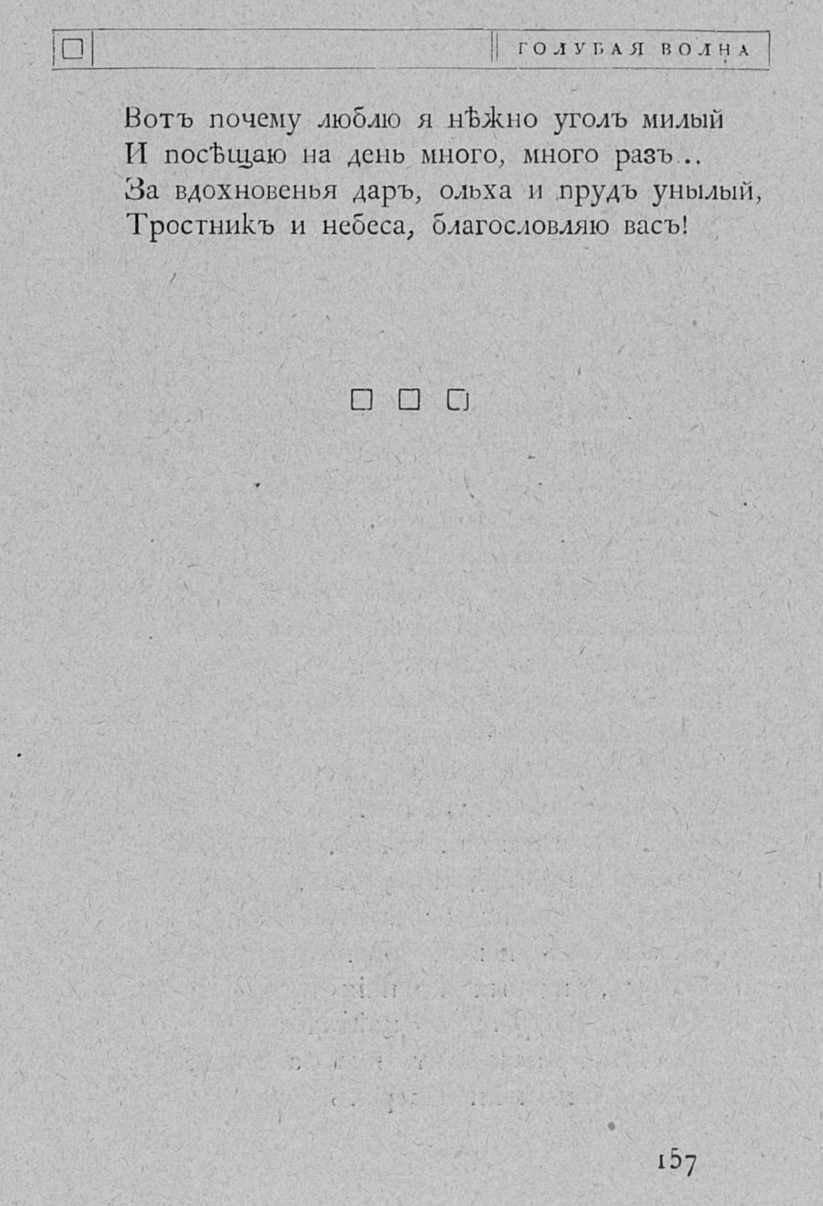 ГОЛУБАЯ ВОЛНА
Вотъ почему люблю я нѣжно уголъ милый
И посѣщаю на день много, много разъ...
За вдохновенья даръ, ольха и прудъ унылый,
Тростникъ и небеса, благословляю васъ!
157